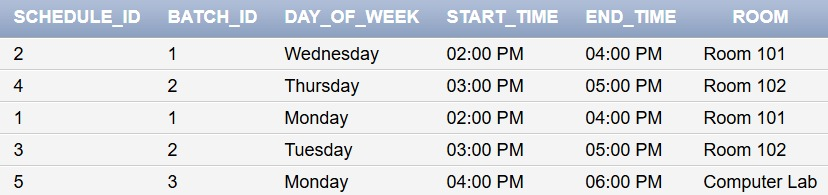 SCHEDULE_ID BATCH_ID DAY_OF_WEEK START_TIME END_TIME ROOM
2 1 Wednesday 02:00 PM 04:00 PM Room 101
4 2 Thursday 03:00 PM 05:00 PM Room 102
1 1 Monday 02:00 PM 04:00 PM Room 101
3 2 Tuesday 03:00 PM 05:00 PM Room 102
5 3 Monday 04:00 PM 06:00 PM Computer Lab